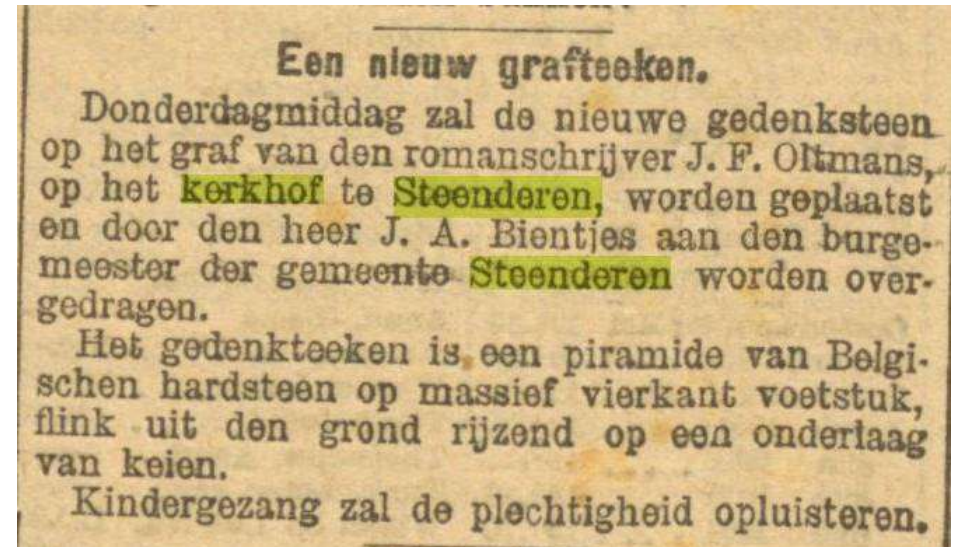 Een nieuw grafteeken.
Donderdagmiddag zal de nieuwe gedenksteen
op het graf van den romanschrijver J. F. Oltmans,
op het kerkhof te Steenderen, worden geplaatst
en door den heer J. A. Bientjes aan den burge-
meester der gemeente Steenderen worden over-
gedragen.
Het gedenkteeken is een piramide van Belgi-
schen hardsteen op massief vierkant voetstuk,
flink uit den grond rijzend op een onderlaag
van keien.
Kindergezang zal de plechtigheid opluisteren.